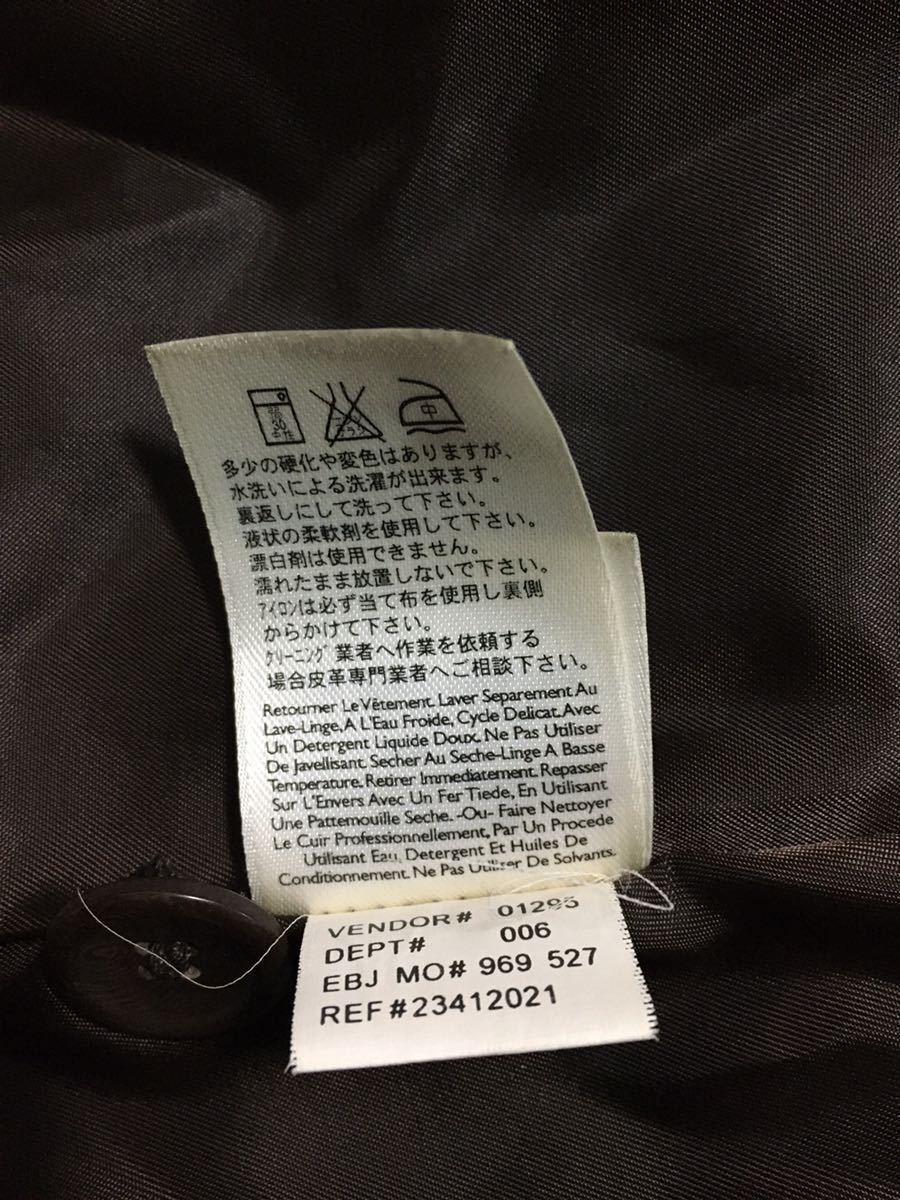 弱
30
中性
中
多少の硬化や変色はありますが、
水洗いによる洗濯が出来ます。
裏返しにして洗って下さい。
液状の柔軟剤を使用して下さい。
漂白剤は使用できません。
濡れたまま放置しないで下さい。
アイロンは必ず当て布を使用し裏側
からかけて下さい。
クリーニング業者へ作業を依頼する
場合皮革専門業者へご相談下さい。
Retourner Le Vêtement. Laver Separement Au
Lave-Linge, A L'Eau Froide, Cycle Delicat. Avec
Un Detergent Liquide Doux. Ne Pas Utiliser
De Javellisant. Secher Au Seche-Linge A Basse
Temperature. Retirer Immediatement. Repasser
Sur L'Envers Avec Un Fer Tiede, En Utilisant
Une Pattemouille Seche. -Ou- Faire Nettoyer
Le Cuir Professionnellement, Par Un Procede
Utilisant Eau, Detergent Et Huiles De
Conditionnement. Ne Pas Utiliser De Solvants.
VENDOR# 01295
DEPT# 006
EBJ MO# 969 527
REF#23412021